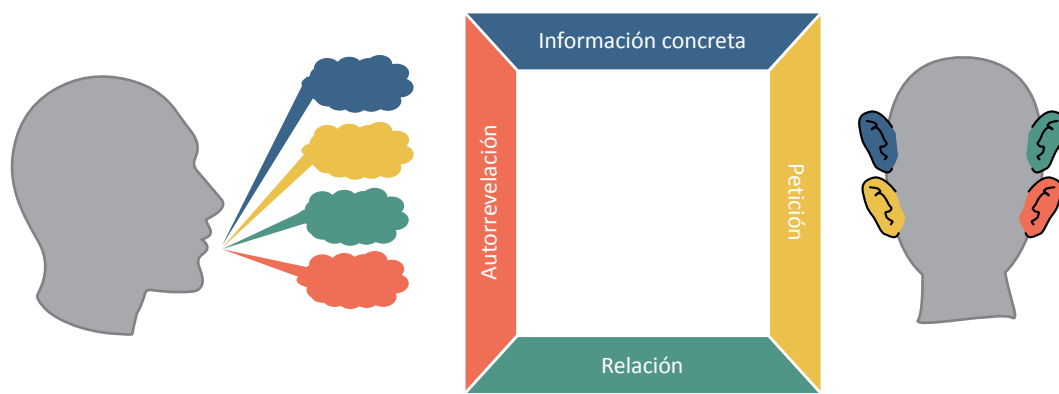 Información concreta
Autorrevelación
Petición
Relación